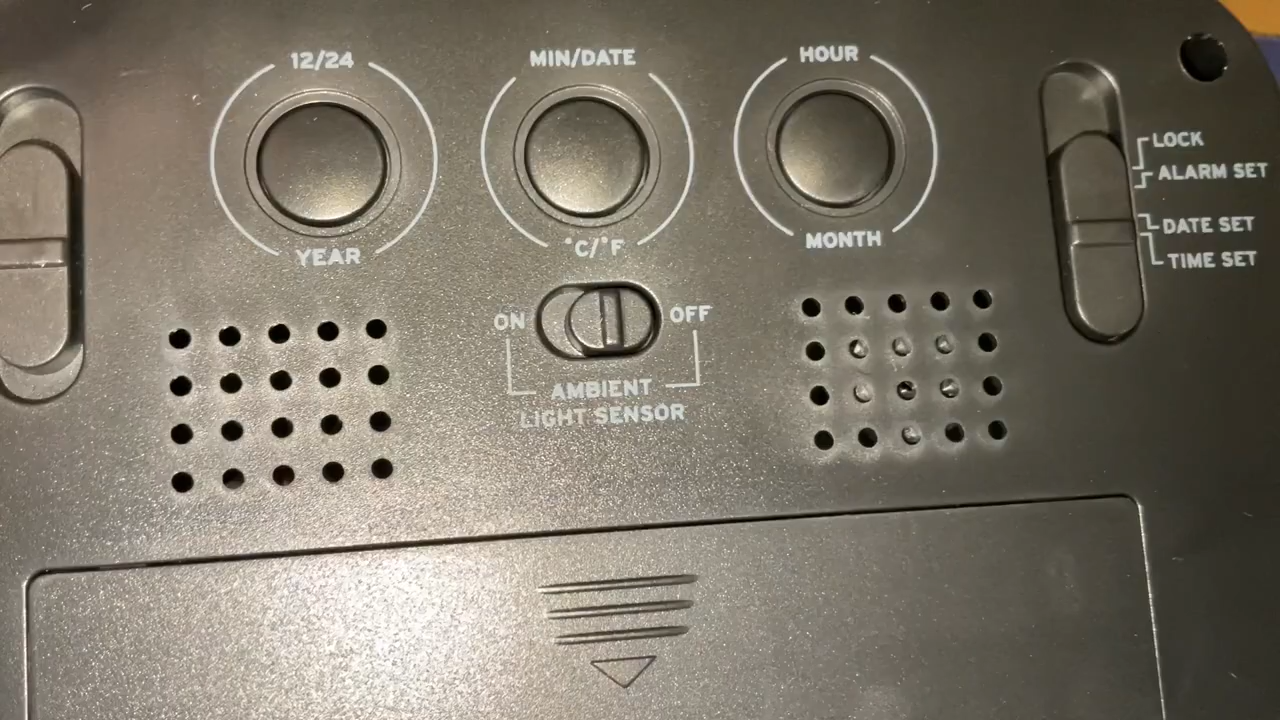 12/24
YEAR
MIN/DATE
°C/°F
HOUR
MONTH
LOCK
ALARM SET
DATE SET
TIME SET
ON
OFF
AMBIENT
LIGHT SENSOR